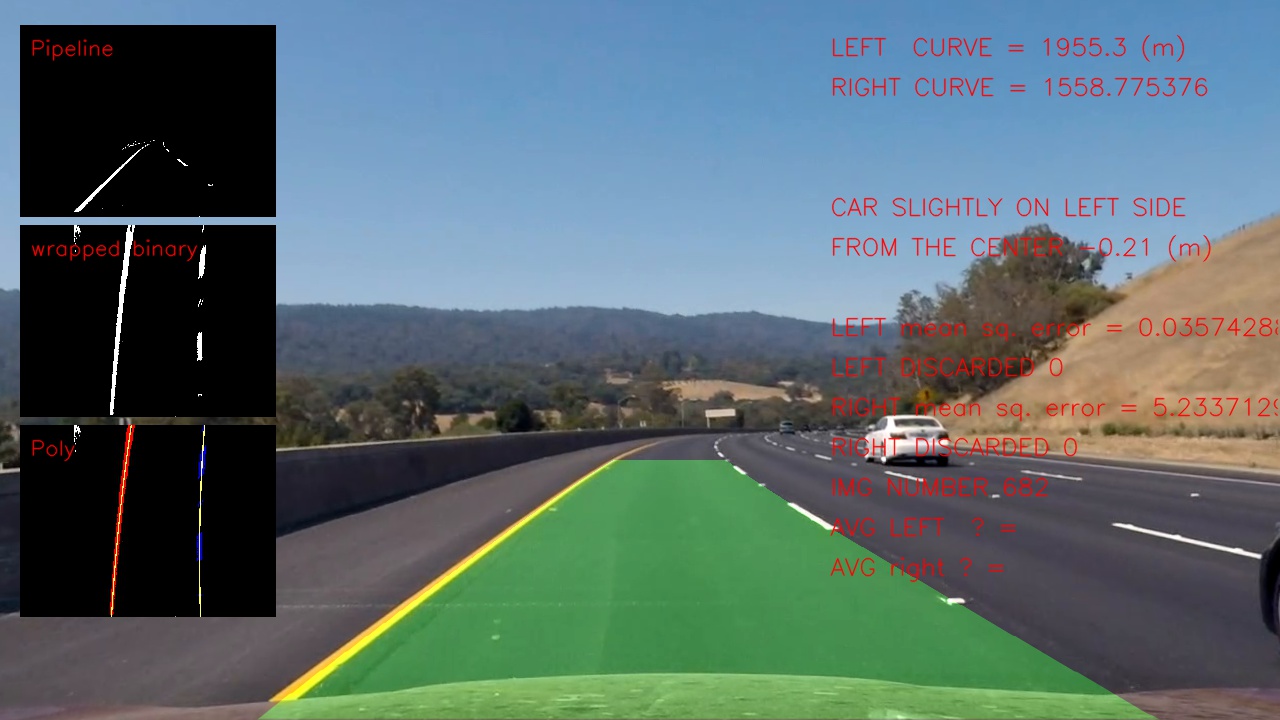 Pipeline
wrapped binary
Poly
LEFT CURVE = 1955.3 (m)
RIGHT CURVE = 1558.775376
CAR SLIGHTLY ON LEFT SIDE
FROM THE CENTER -0.21 (m)
LEFT mean sq. error = 0.0357428
LEFT DISCARDED 0
RIGHT mean sq. error = 5.2337129
RIGHT DISCARDED 0
IMG NUMBER 682
AVG LEFT ? =
AVG right ? =